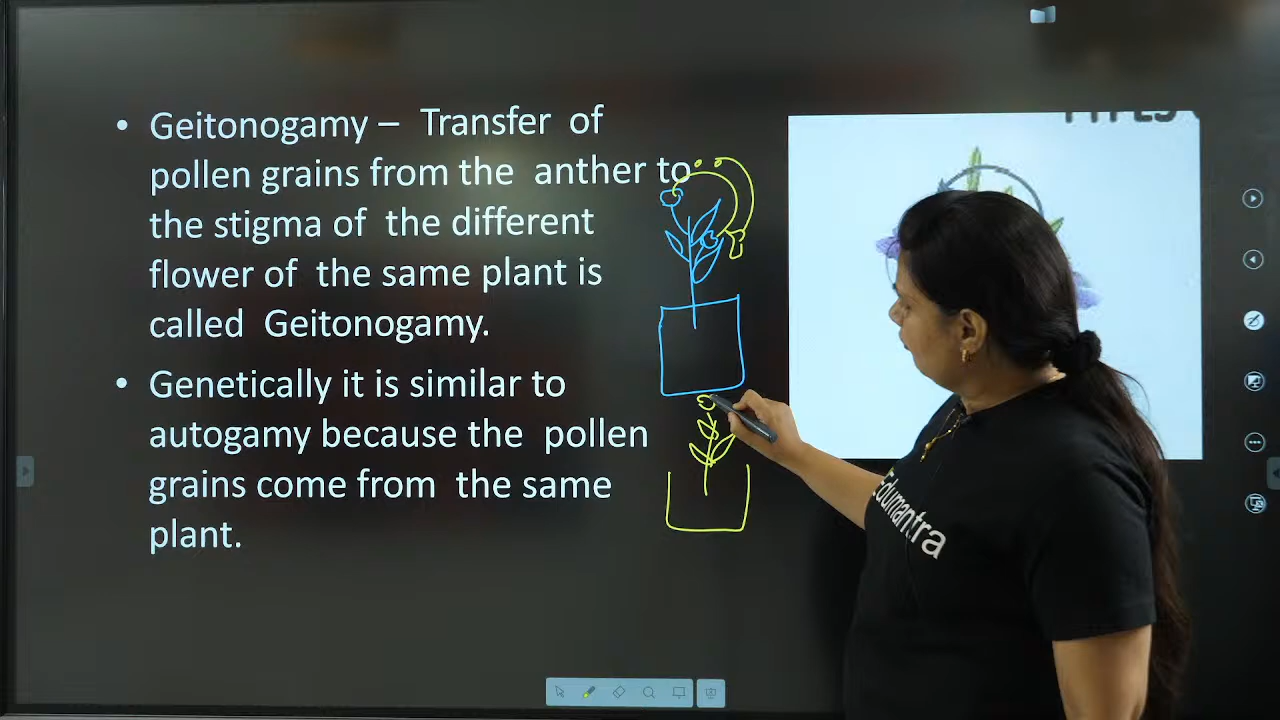 • Geitonogamy – Transfer of
pollen grains from the anther to
the stigma of the different
flower of the same plant is
called Geitonogamy.
• Genetically it is similar to
autogamy because the pollen
grains come from the same
plant.
Edumantra